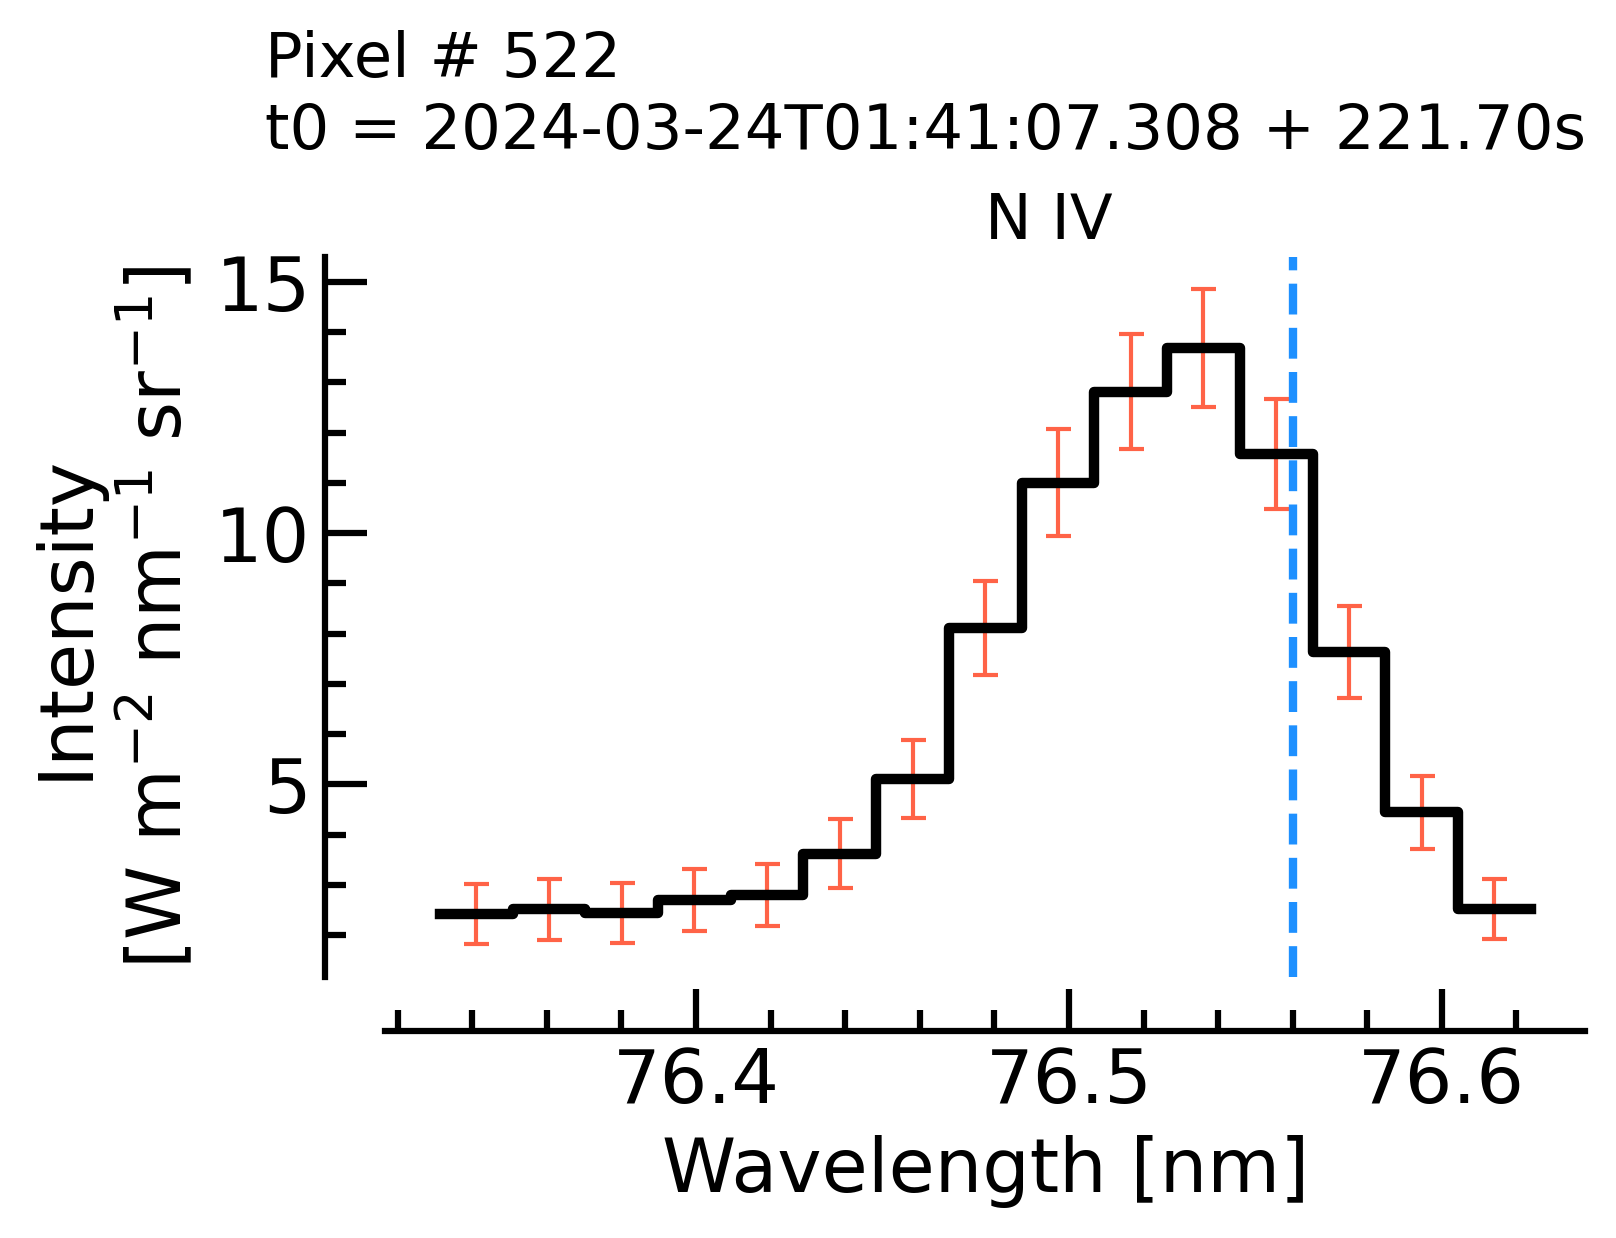 Pixel # 522
t0 = 2024-03-24T01:41:07.308 + 221.70s
N IV
Intensity
[W m⁻² nm⁻¹ sr⁻¹]
15
10
5
76.4 76.5 76.6
Wavelength [nm]